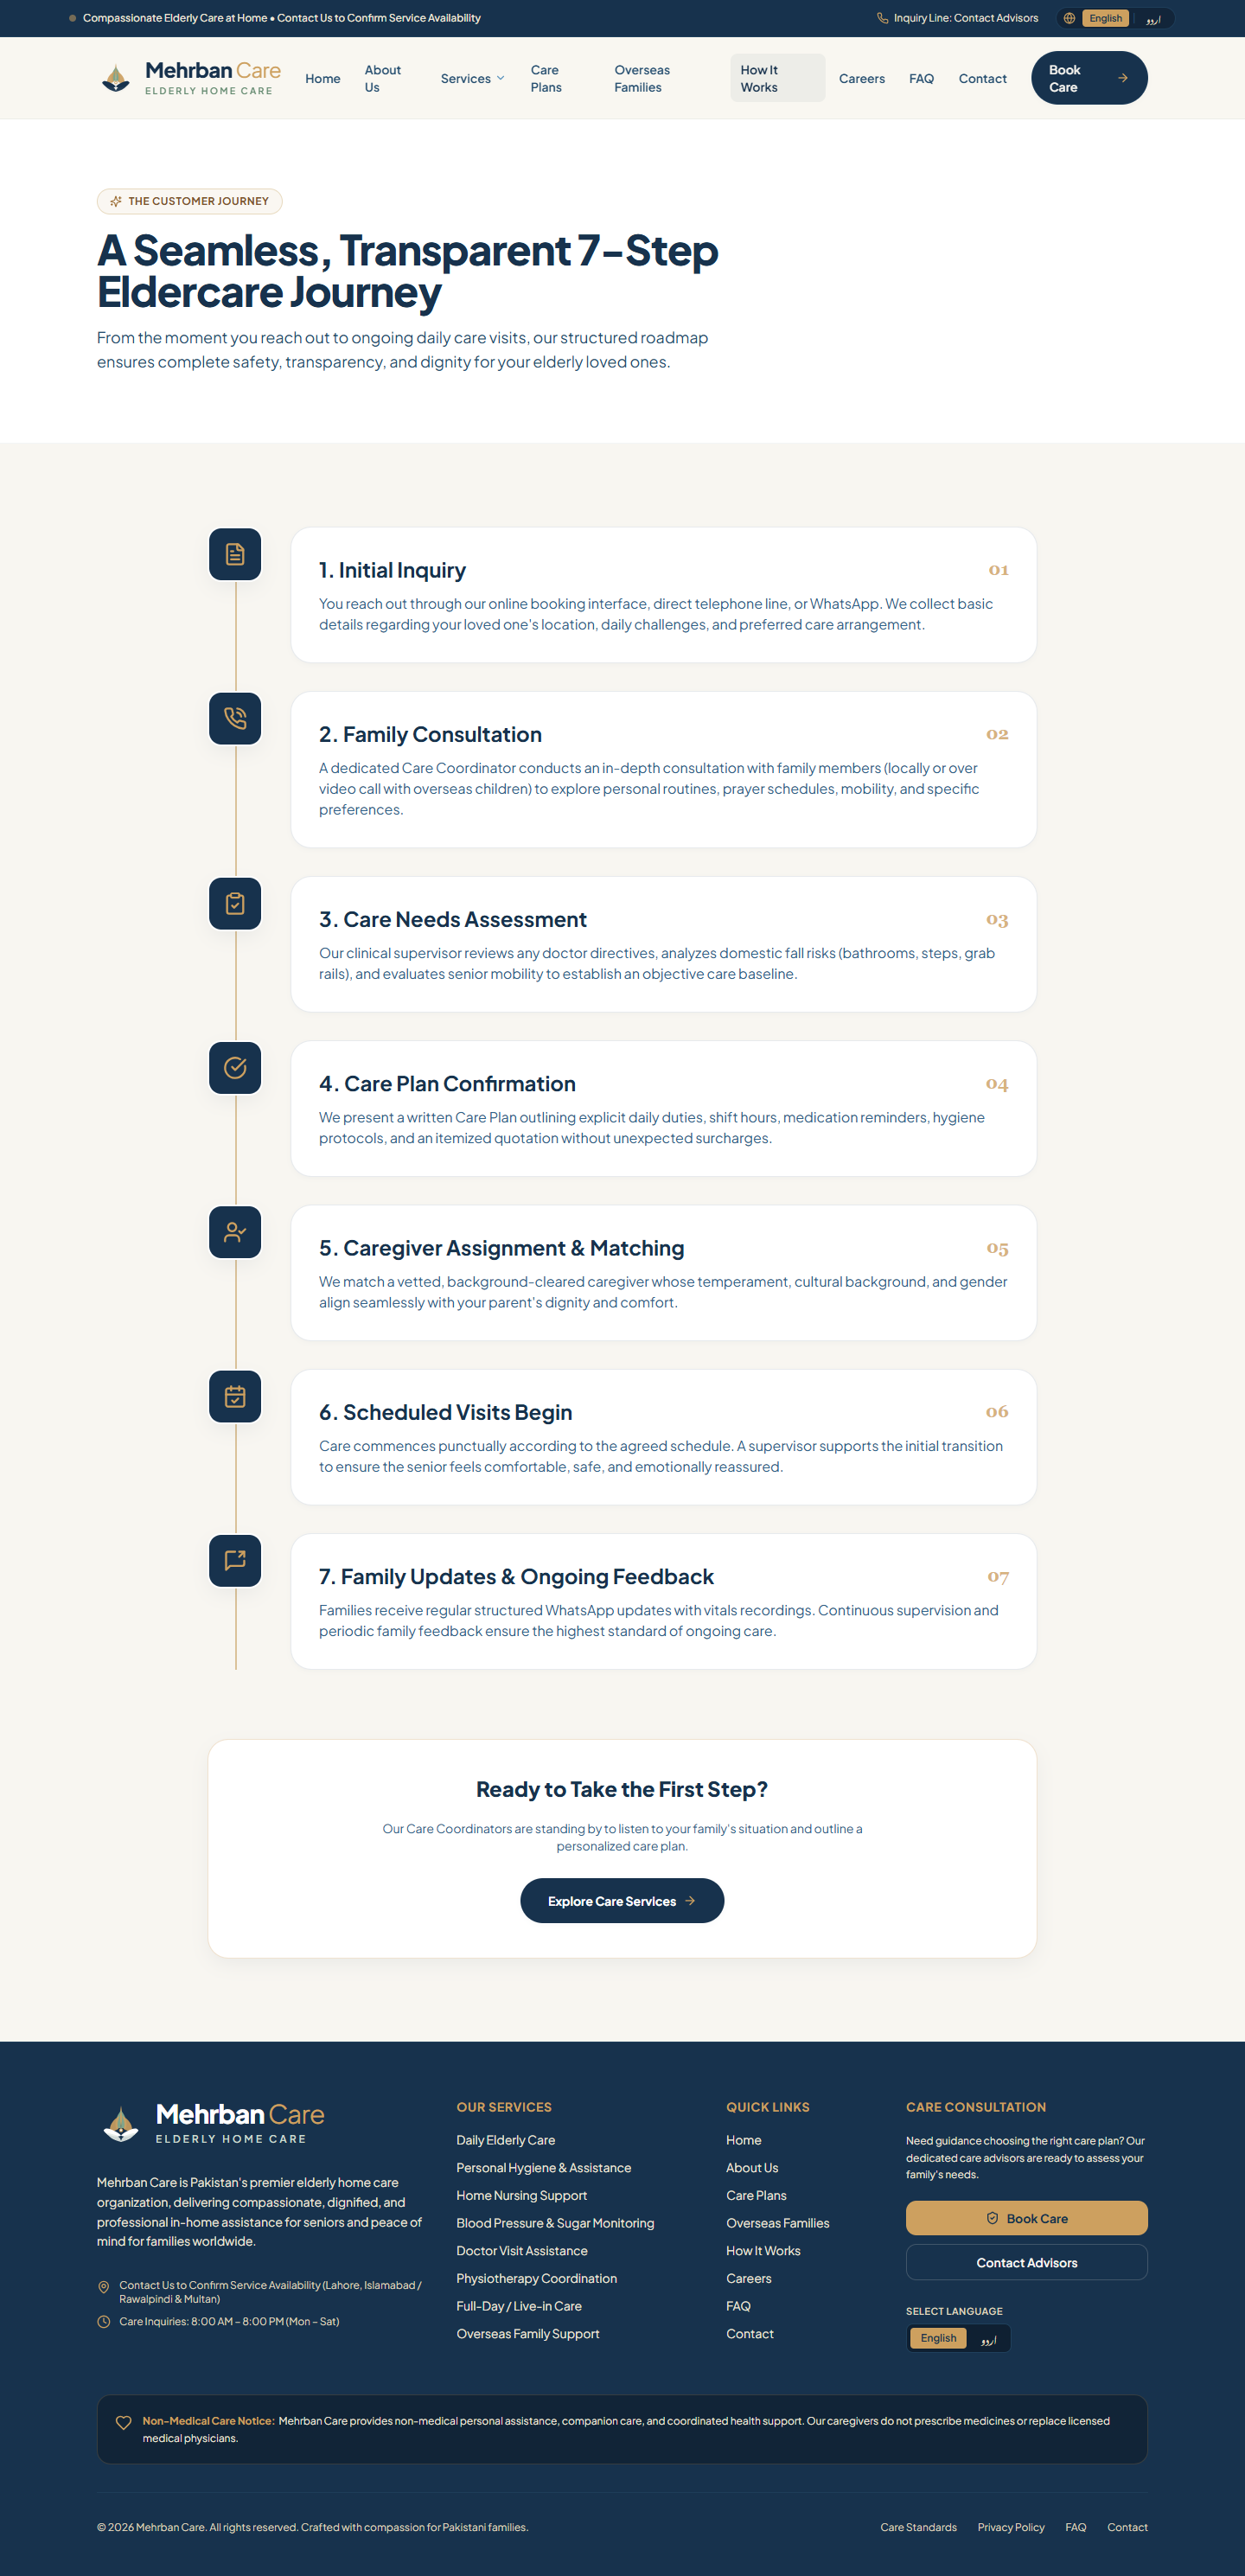 Compassionate Elderly Care at Home • Contact Us to Confirm Service Availability
Inquiry Line: Contact Advisors
English
اردو
Mehrban Care
ELDERLY HOME CARE
Home
About
Us
Services
Care
Plans
Overseas
Families
How It
Works
Careers
FAQ
Contact
Book
Care
THE CUSTOMER JOURNEY
A Seamless, Transparent 7-Step
Eldercare Journey
From the moment you reach out to ongoing daily care visits, our structured roadmap
ensures complete safety, transparency, and dignity for your elderly loved ones.
1. Initial Inquiry
01
You reach out through our online booking interface, direct telephone line, or WhatsApp. We collect basic
details regarding your loved one's location, daily challenges, and preferred care arrangement.
2. Family Consultation
02
A dedicated Care Coordinator conducts an in-depth consultation with family members (locally or over
video call with overseas children) to explore personal routines, prayer schedules, mobility, and specific
preferences.
3. Care Needs Assessment
03
Our clinical supervisor reviews any doctor directives, analyzes domestic fall risks (bathrooms, steps, grab
rails), and evaluates senior mobility to establish an objective care baseline.
4. Care Plan Confirmation
04
We present a written Care Plan outlining explicit daily duties, shift hours, medication reminders, hygiene
protocols, and an itemized quotation without unexpected surcharges.
5. Caregiver Assignment & Matching
05
We match a vetted, background-cleared caregiver whose temperament, cultural background, and gender
align seamlessly with your parent's dignity and comfort.
6. Scheduled Visits Begin
06
Care commences punctually according to the agreed schedule. A supervisor supports the initial transition
to ensure the senior feels comfortable, safe, and emotionally reassured.
7. Family Updates & Ongoing Feedback
07
Families receive regular structured WhatsApp updates with vitals recordings. Continuous supervision and
periodic family feedback ensure the highest standard of ongoing care.
Ready to Take the First Step?
Our Care Coordinators are standing by to listen to your family's situation and outline a
personalized care plan.
Explore Care Services
Mehrban Care
ELDERLY HOME CARE
Mehrban Care is Pakistan's premier elderly home care
organization, delivering compassionate, dignified, and
professional in-home assistance for seniors and peace of
mind for families worldwide.
Contact Us to Confirm Service Availability (Lahore, Islamabad /
Rawalpindi & Multan)
Care Inquiries: 8:00 AM – 8:00 PM (Mon – Sat)
OUR SERVICES
Daily Elderly Care
Personal Hygiene & Assistance
Home Nursing Support
Blood Pressure & Sugar Monitoring
Doctor Visit Assistance
Physiotherapy Coordination
Full-Day / Live-in Care
Overseas Family Support
QUICK LINKS
Home
About Us
Care Plans
Overseas Families
How It Works
Careers
FAQ
Contact
CARE CONSULTATION
Need guidance choosing the right care plan? Our
dedicated care advisors are ready to assess your
family's needs.
Book Care
Contact Advisors
SELECT LANGUAGE
English
اردو
Non-Medical Care Notice: Mehrban Care provides non-medical personal assistance, companion care, and coordinated health support. Our caregivers do not prescribe medicines or replace licensed
medical physicians.
© 2026 Mehrban Care. All rights reserved. Crafted with compassion for Pakistani families.
Care Standards
Privacy Policy
FAQ
Contact